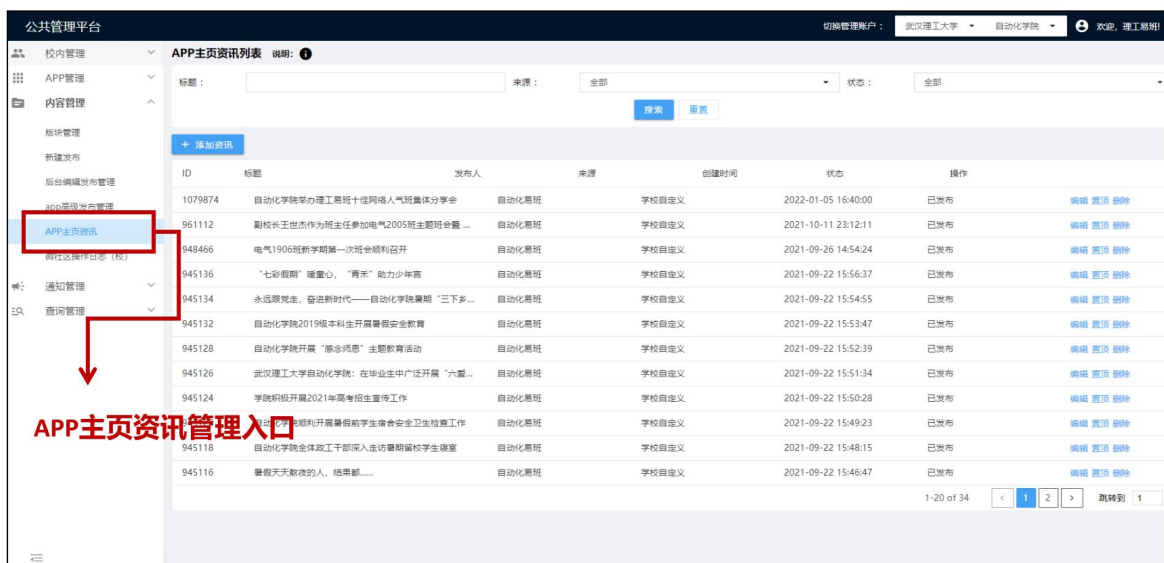 公共管理平台 切换管理账户： 武汉理工大学 自动化学院 欢迎, 理工易班!
校内管理
APP管理
内容管理
版块管理
新建发布
后台编辑发布管理
app高级发布管理
APP主页资讯
微社区操作日志（校）
通知管理
查询管理
APP主页资讯列表 说明:
标题： 来源： 全部 状态： 全部
搜索 重置
+ 添加资讯
ID 标题 发布人 来源 创建时间 状态 操作
1079874 自动化学院举办理工易班十佳网络人气班集体分享会 自动化易班 学校自定义 2022-01-05 16:40:00 已发布 编辑 置顶 删除
961112 副校长王世杰作为班主任参加电气2005班主题班会暨 ... 自动化易班 学校自定义 2021-10-11 23:12:11 已发布 编辑 置顶 删除
948466 电气1906班新学期第一次班会顺利召开 自动化易班 学校自定义 2021-09-26 14:54:24 已发布 编辑 置顶 删除
945136 “七彩假期”暖童心，“青禾”助力少年言 自动化易班 学校自定义 2021-09-22 15:56:37 已发布 编辑 置顶 删除
945134 永远跟党走，奋进新时代——自动化学院暑期“三下乡... 自动化易班 学校自定义 2021-09-22 15:54:55 已发布 编辑 置顶 删除
945132 自动化学院2019级本科生开展暑假安全教育 自动化易班 学校自定义 2021-09-22 15:53:47 已发布 编辑 置顶 删除
945128 自动化学院开展“感念师恩”主题教育活动 自动化易班 学校自定义 2021-09-22 15:52:39 已发布 编辑 置顶 删除
945126 武汉理工大学自动化学院：在毕业生中广泛开展“六爱... 自动化易班 学校自定义 2021-09-22 15:51:34 已发布 编辑 置顶 删除
945124 学院积极开展2021年高考招生宣传工作 自动化易班 学校自定义 2021-09-22 15:50:28 已发布 编辑 置顶 删除
自动化学院顺利开展暑假前学生宿舍安全卫生检查工作 自动化易班 学校自定义 2021-09-22 15:49:23 已发布 编辑 置顶 删除
945118 自动化学院全体政工干部深入走访暑期留校学生寝室 自动化易班 学校自定义 2021-09-22 15:48:15 已发布 编辑 置顶 删除
945116 暑假天天熬夜的人，结果都...... 自动化易班 学校自定义 2021-09-22 15:46:47 已发布 编辑 置顶 删除
APP主页资讯管理入口
1-20 of 34 < 1 2 > 跳转到 1